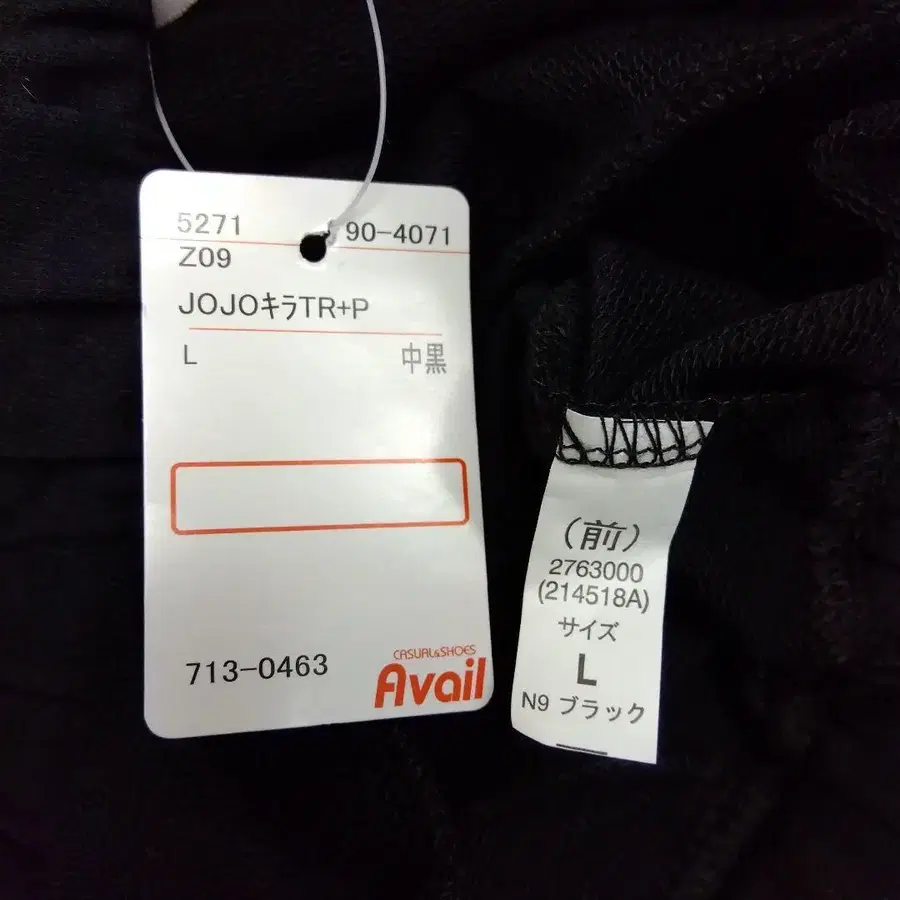 5271 90-4071
Z09
JOJOキラTR+P
L 中黒
713-0463
CASUAL&SHOES
Avail
(前)
2763000
(214518A)
サイズ
L
N9 ブラック